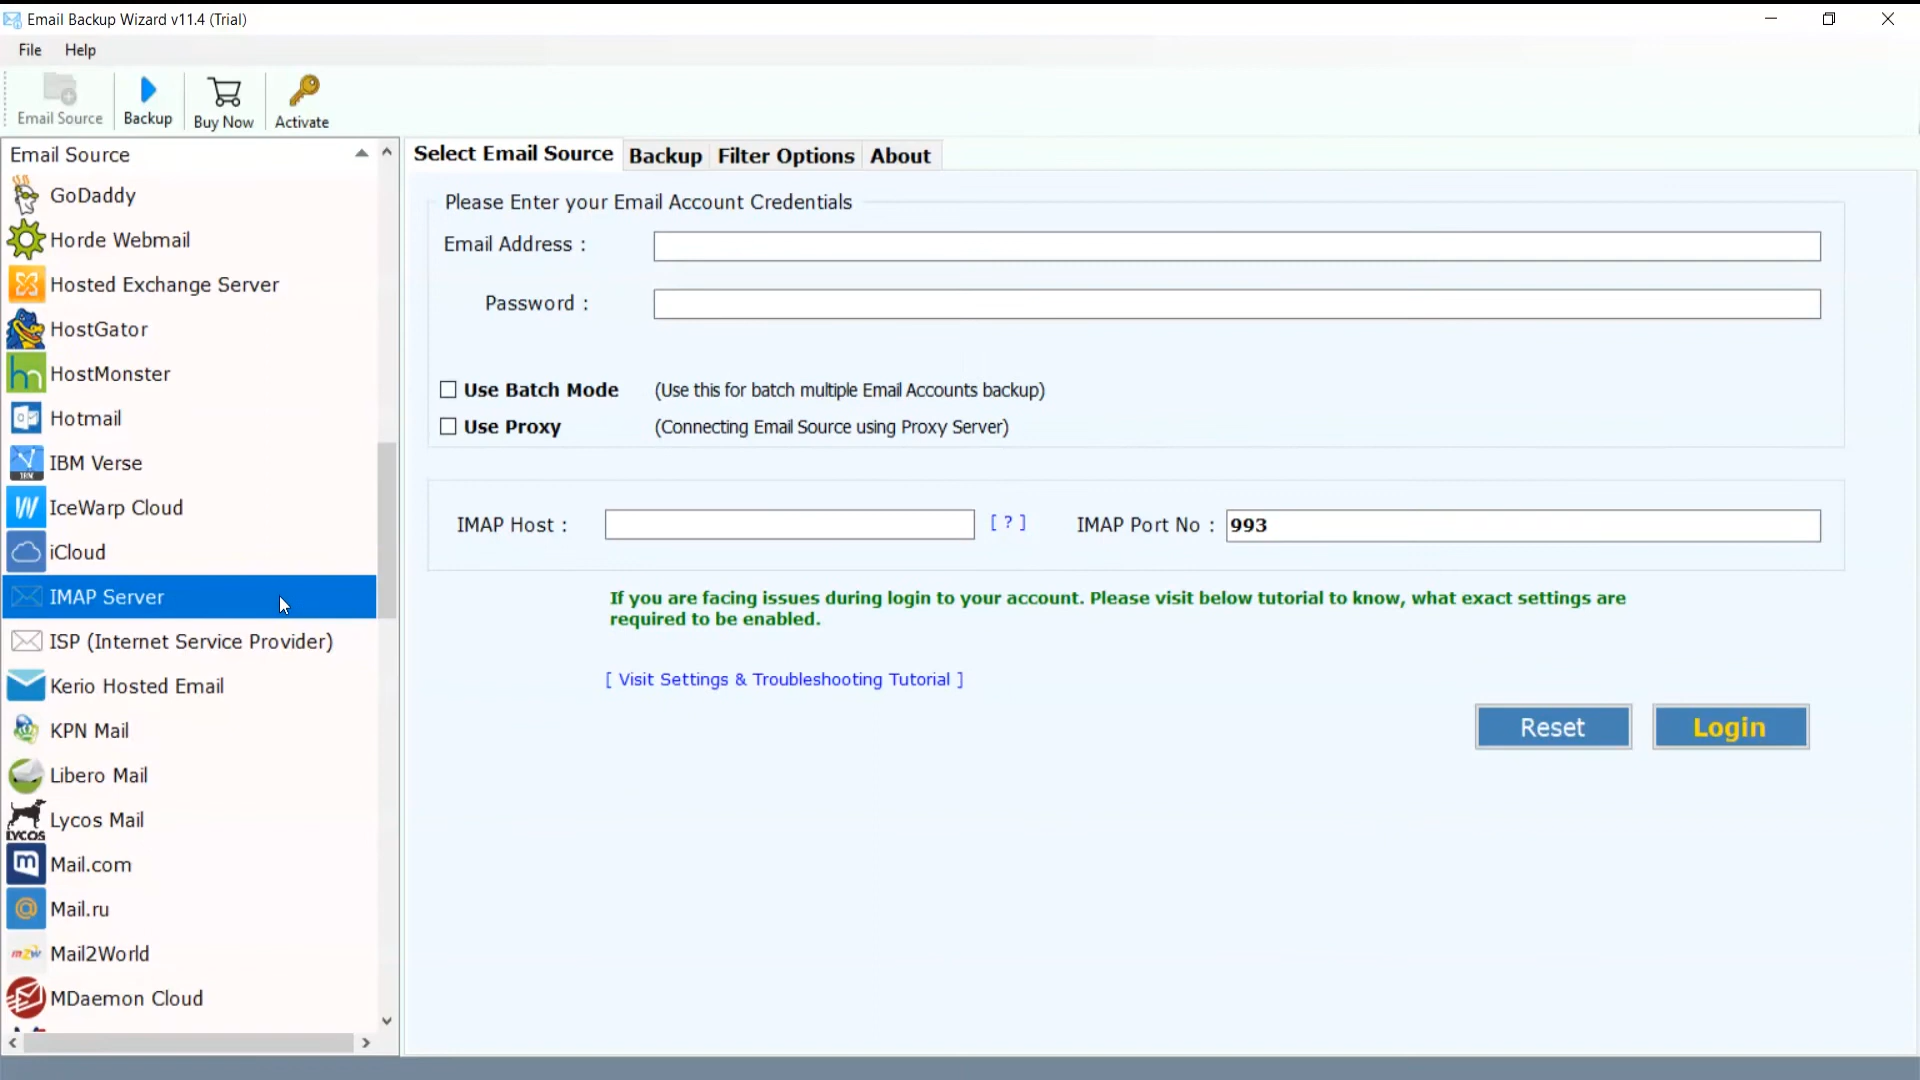 Email Backup Wizard v11.4 (Trial)
File Help
Email Source Backup Buy Now Activate
Email Source
GoDaddy
Horde Webmail
Hosted Exchange Server
HostGator
HostMonster
Hotmail
IBM Verse
IceWarp Cloud
iCloud
IMAP Server
ISP (Internet Service Provider)
Kerio Hosted Email
KPN Mail
Libero Mail
LYCOS Lycos Mail
Mail.com
Mail.ru
Mail2World
MDaemon Cloud
Select Email Source Backup Filter Options About
Please Enter your Email Account Credentials
Email Address :
Password :
Use Batch Mode (Use this for batch multiple Email Accounts backup)
Use Proxy (Connecting Email Source using Proxy Server)
IMAP Host : [ ? ] IMAP Port No : 993
If you are facing issues during login to your account. Please visit below tutorial to know, what exact settings are
required to be enabled.
[ Visit Settings & Troubleshooting Tutorial ]
Reset Login